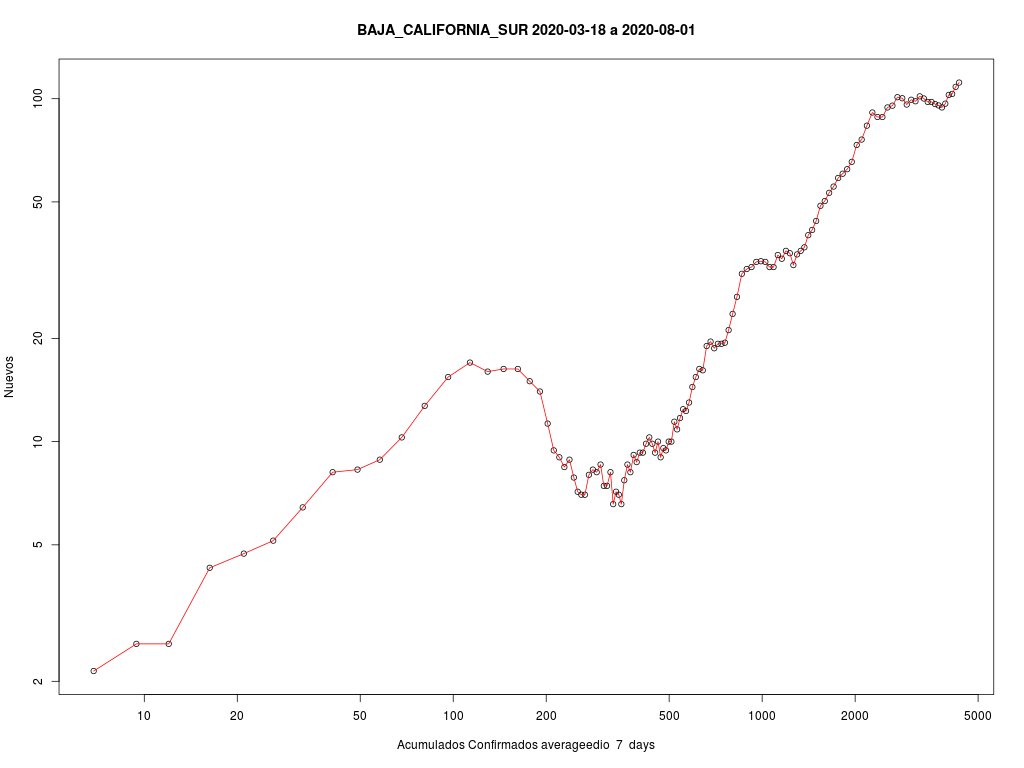 BAJA_CALIFORNIA_SUR 2020-03-18 a 2020-08-01
Nuevos
100
50
20
10
5
2
10 20 50 100 200 500 1000 2000 5000
Acumulados Confirmados averageedio 7 days